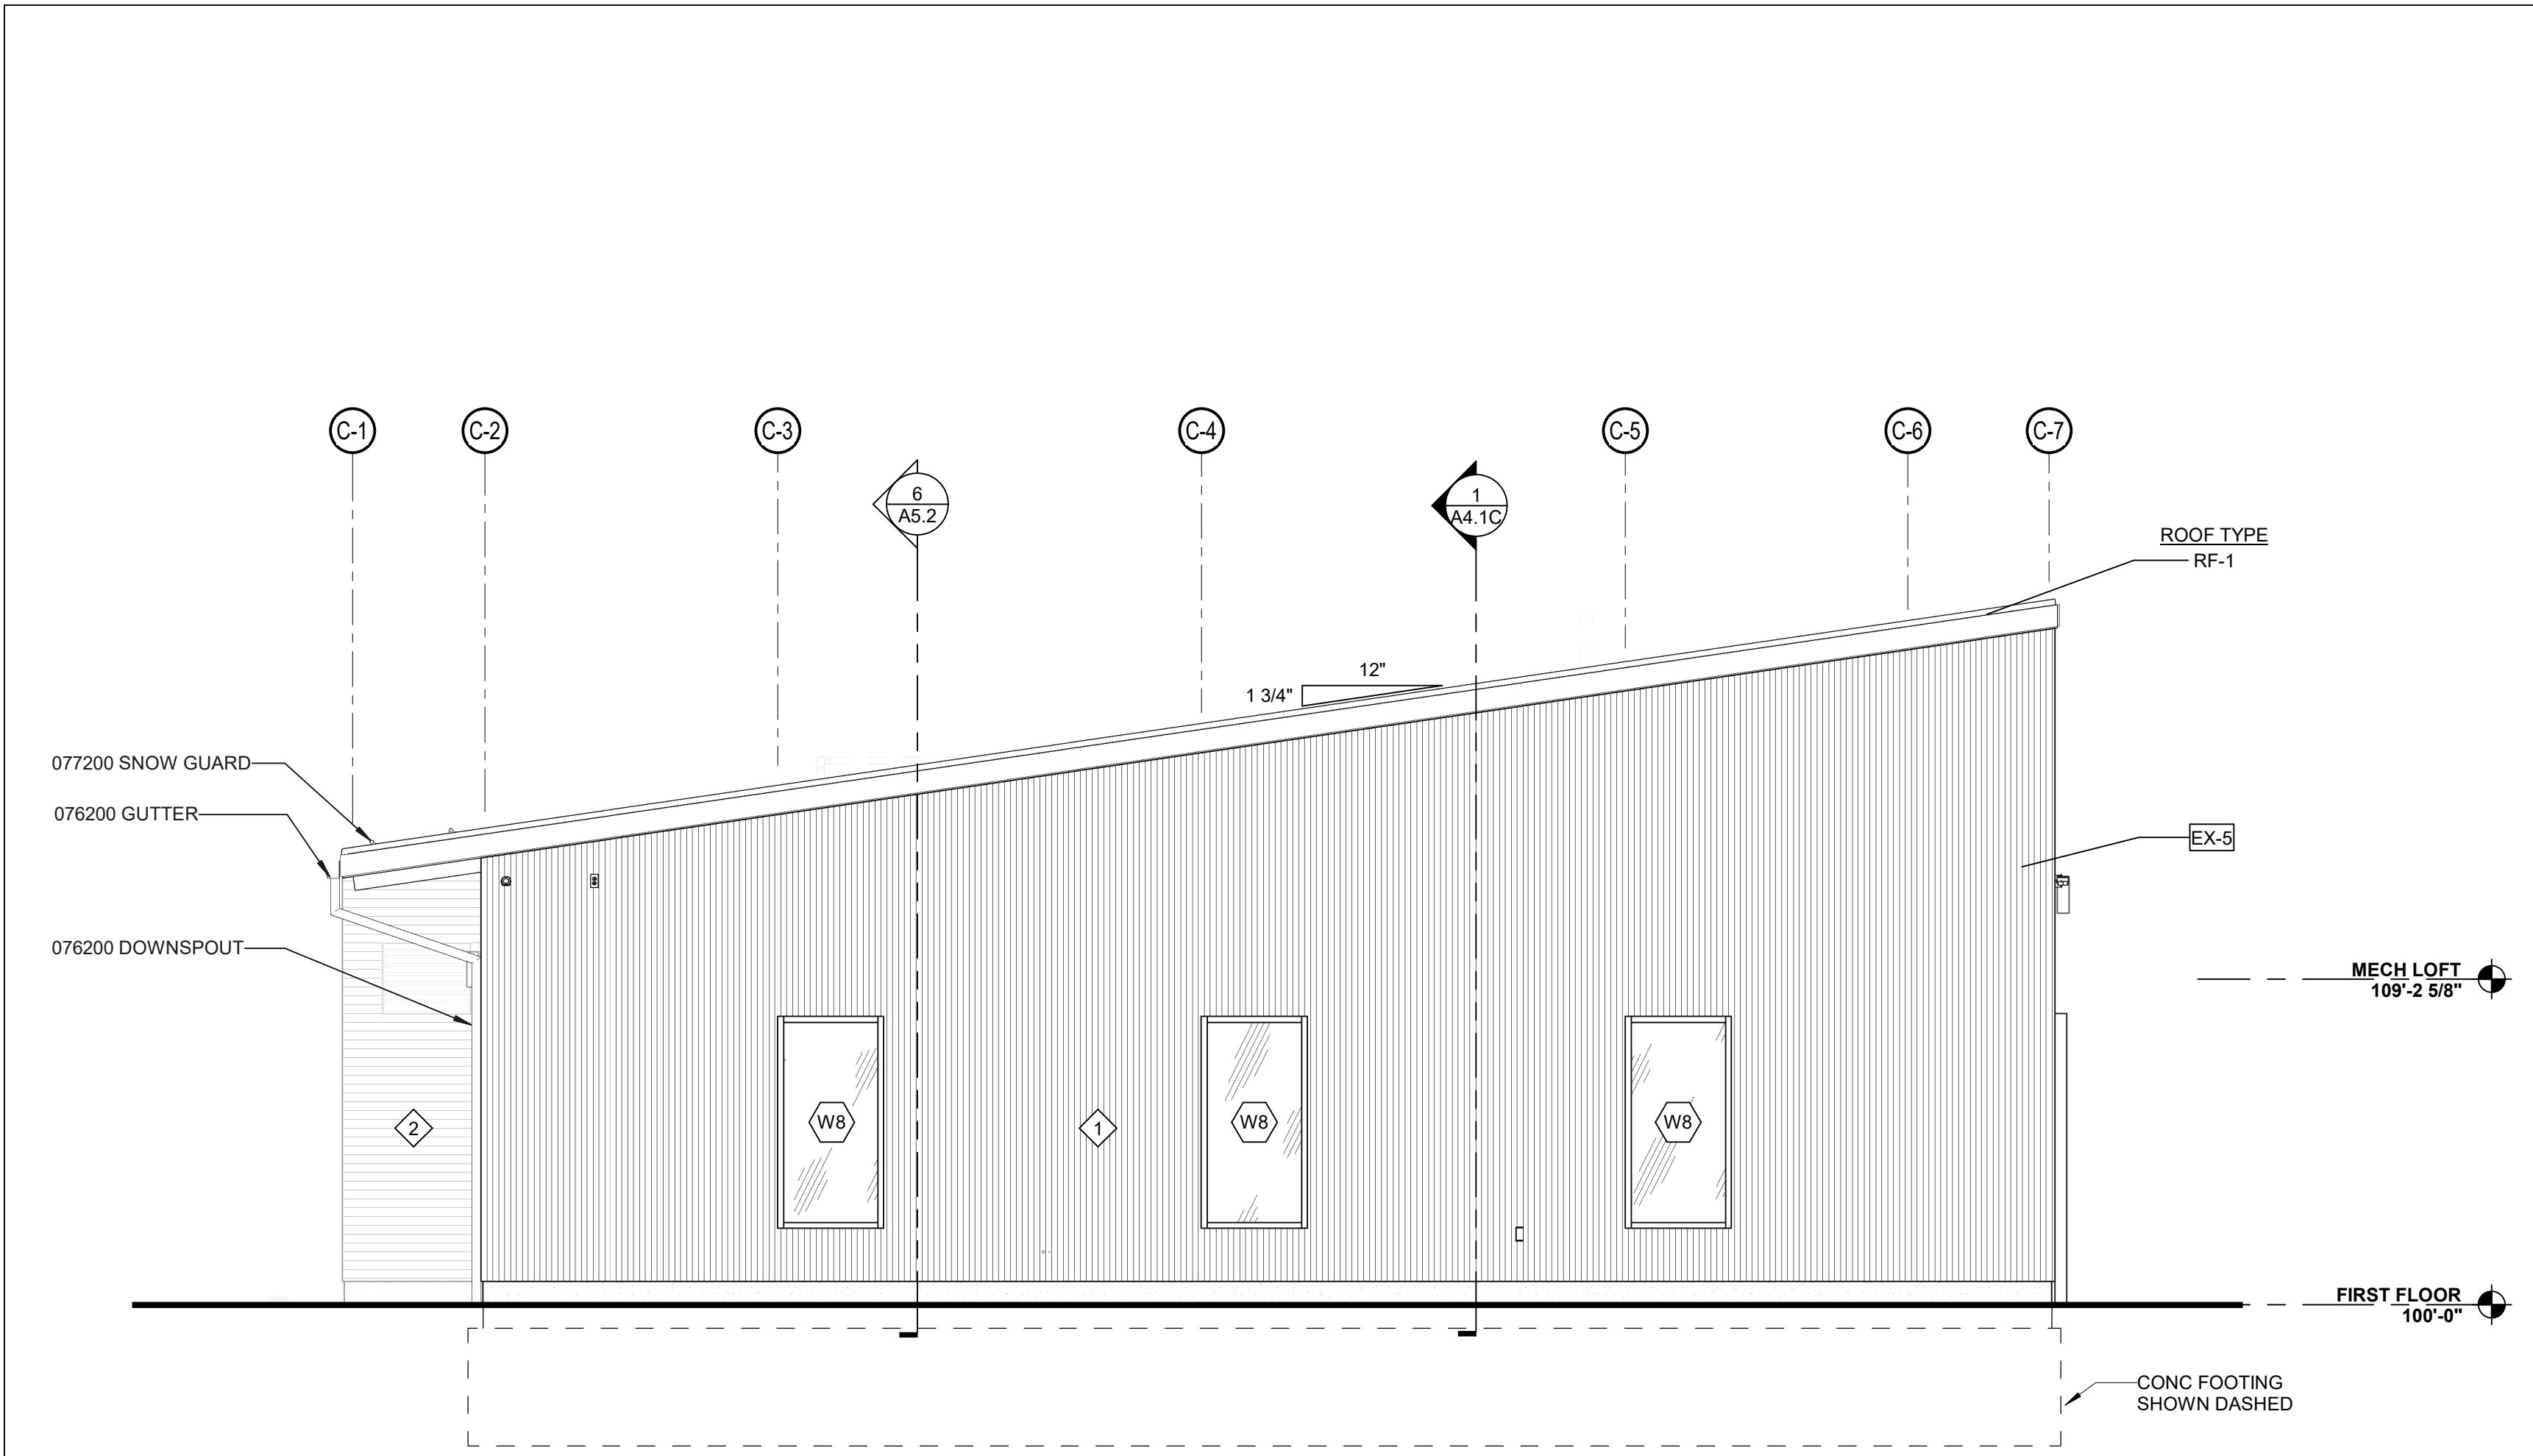 C-1
C-2
C-3
C-4
C-5
C-6
C-7
6
A5.2
1
A4.1C
ROOF TYPE
RF-1
12"
1 3/4"
077200 SNOW GUARD
076200 GUTTER
EX-5
076200 DOWNSPOUT
MECH LOFT
109'-2 5/8"
2
W8
1
W8
W8
FIRST FLOOR
100'-0"
CONC FOOTING
SHOWN DASHED